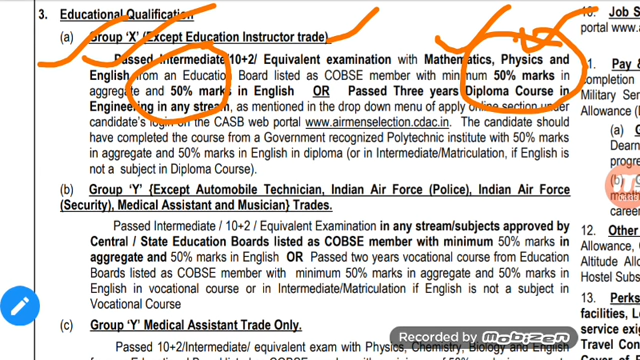 3. Educational Qualification
(a) Group 'X' (Except Education Instructor trade)
Passed Intermediate/10+2/ Equivalent examination with Mathematics, Physics and
English from an Education Board listed as COBSE member with minimum 50% marks in
aggregate and 50% marks in English OR Passed Three years Diploma Course in
Engineering in any stream, as mentioned in the drop down menu of apply online section under
candidate's login on the CASB web portal www.airmenselection.cdac.in. The candidate should
have completed the course from a Government recognized Polytechnic institute with 50% marks
in aggregate and 50% marks in English in diploma (or in Intermediate/Matriculation, if English is
not a subject in Diploma Course).
(b) Group 'Y' {Except Automobile Technician, Indian Air Force (Police), Indian Air Force
(Security), Medical Assistant and Musician} Trades.
Passed Intermediate / 10+2 / Equivalent Examination in any stream/subjects approved by
Central / State Education Boards listed as COBSE member with minimum 50% marks
in aggregate and 50% marks in English OR Passed two years vocational course from Education
Boards listed as COBSE member with minimum 50% marks in aggregate and 50% marks in
English in vocational course or in Intermediate/Matriculation if English is not a subject in
Vocational Course
(c) Group 'Y' Medical Assistant Trade Only.
Passed 10+2/Intermediate/ equivalent exam with Physics, Chemistry, Biology and English
10. Job S
portal www.a
1. Pay &
completion
Military Serv
Allowance (
(a)
Dearn
progre
(b)
month
career
12. Other
Allowance,
Altitude Allo
Hostel Subs
13. Perks
facilities, L
service exi
Travel Con
RECORDED WITH
MOBIZEN